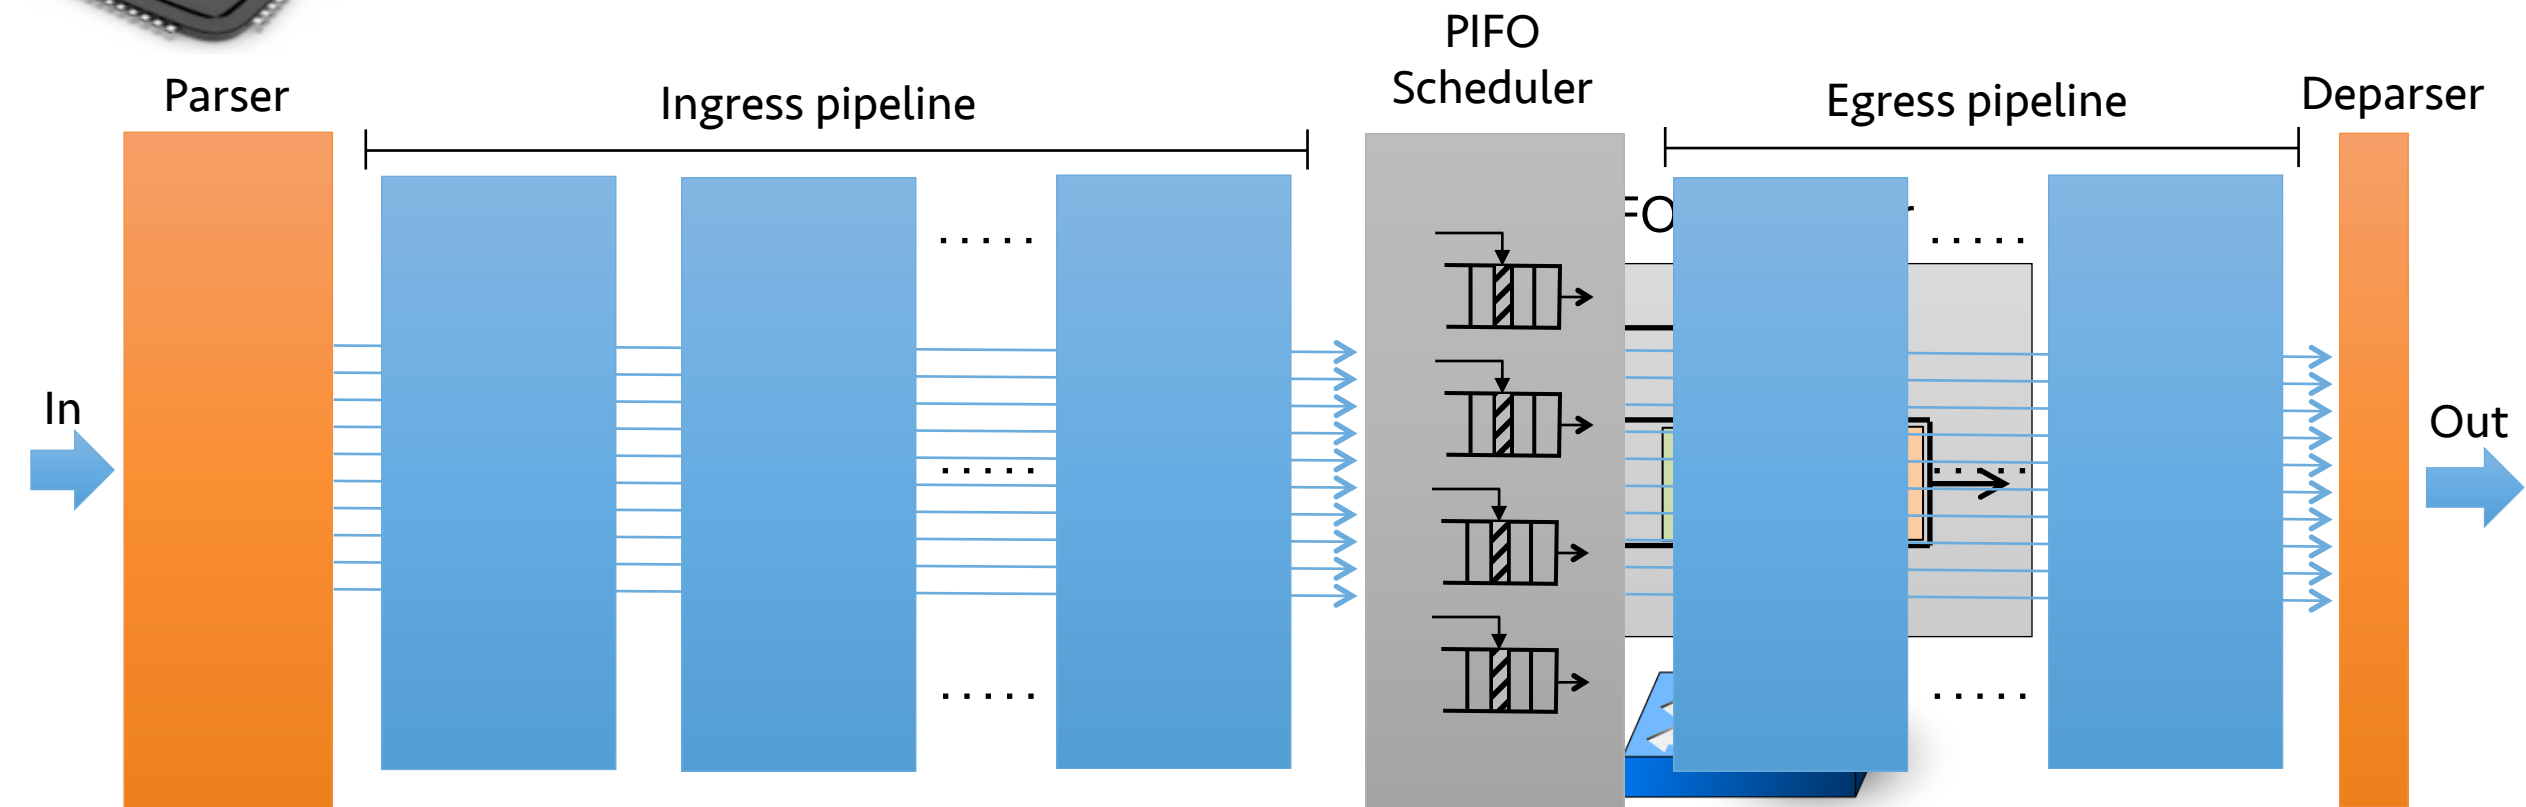 PIFO
Scheduler
Parser
Ingress pipeline
Egress pipeline
Deparser
In
Out